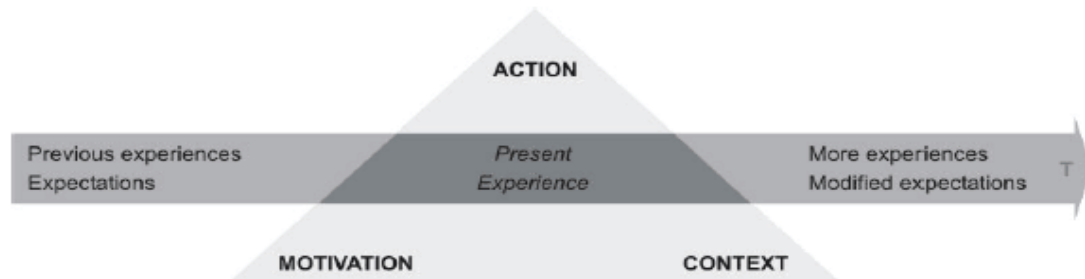 ACTION
Previous experiences
Expectations
Present
Experience
More experiences
Modified expectations
T
MOTIVATION
CONTEXT